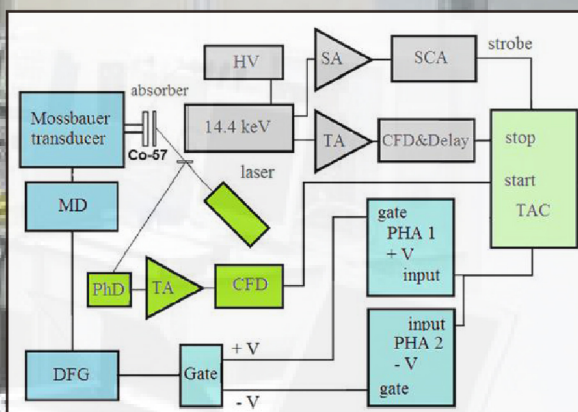 HV
SA
SCA
strobe
absorber
Mossbauer
transducer
14.4 keV
TA
CFD&Delay
stop
Co-57
laser
start
TAC
MD
gate
PHA 1
+ V
input
PhD
TA
CFD
input
PHA 2
- V
gate
DFG
Gate
+ V
- V